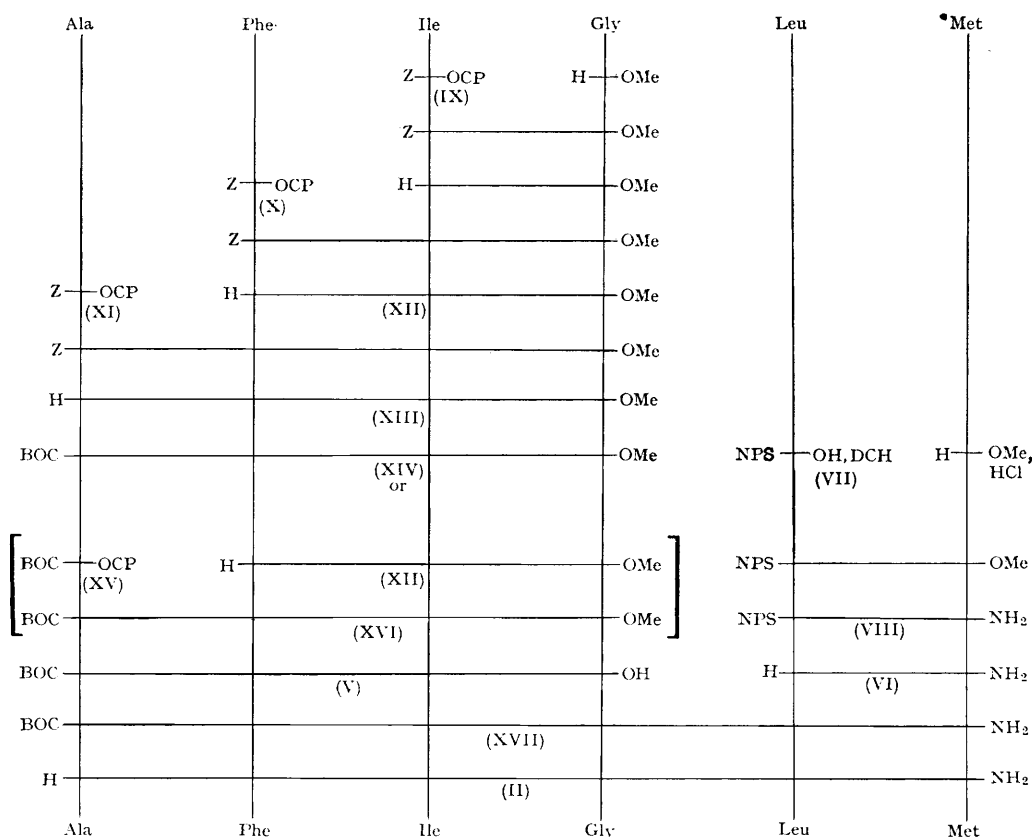 Ala Phe Ile Gly Leu Met
Z OCP H OMe
(IX)
Z OMe
Z OCP H OMe
(X)
Z OMe
Z OCP H OMe
(XI) (XII)
Z OMe
H OMe
(XIII)
BOC OMe NPS OH, DCH H OMe,
(XIV) (VII) HCl
or
BOC OCP H OMe NPS OMe
(XV) (XII)
BOC OMe NPS NH₂
(XVI) (VIII)
BOC OH H NH₂
(V) (VI)
BOC NH₂
(XVII)
H NH₂
(II)
Ala Phe Ile Gly Leu Met